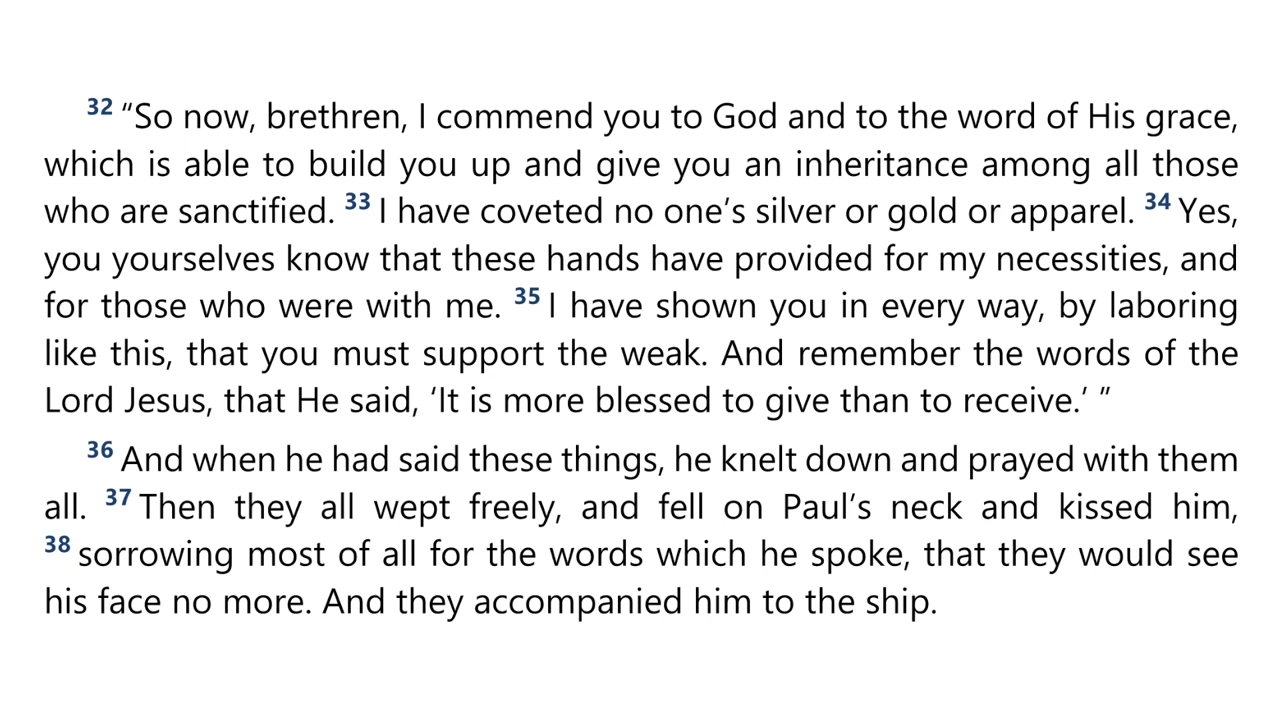 32 “So now, brethren, I commend you to God and to the word of His grace,
which is able to build you up and give you an inheritance among all those
who are sanctified. 33 I have coveted no one’s silver or gold or apparel. 34 Yes,
you yourselves know that these hands have provided for my necessities, and
for those who were with me. 35 I have shown you in every way, by laboring
like this, that you must support the weak. And remember the words of the
Lord Jesus, that He said, ‘It is more blessed to give than to receive.’ ”
36 And when he had said these things, he knelt down and prayed with them
all. 37 Then they all wept freely, and fell on Paul’s neck and kissed him,
38 sorrowing most of all for the words which he spoke, that they would see
his face no more. And they accompanied him to the ship.